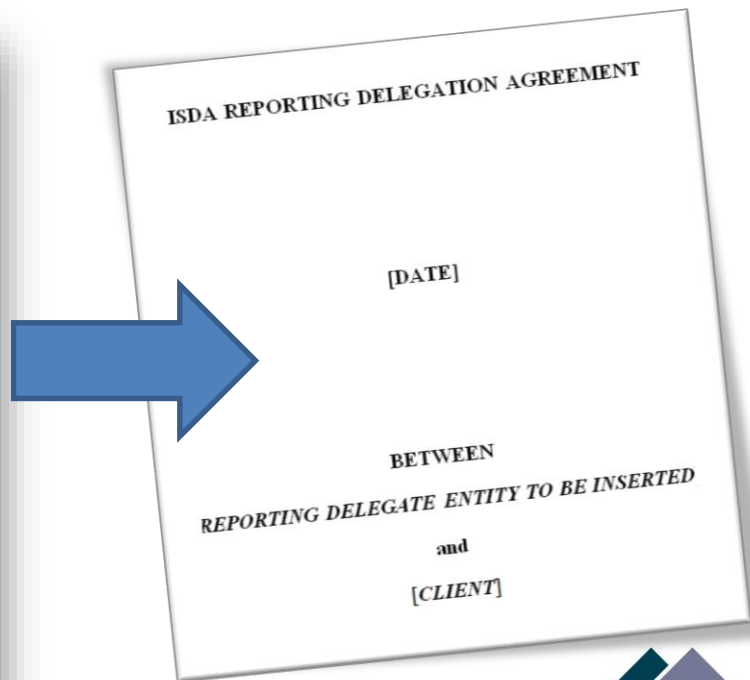 ISDA REPORTING DELEGATION AGREEMENT
[DATE]
BETWEEN
REPORTING DELEGATE ENTITY TO BE INSERTED
and
[CLIENT]